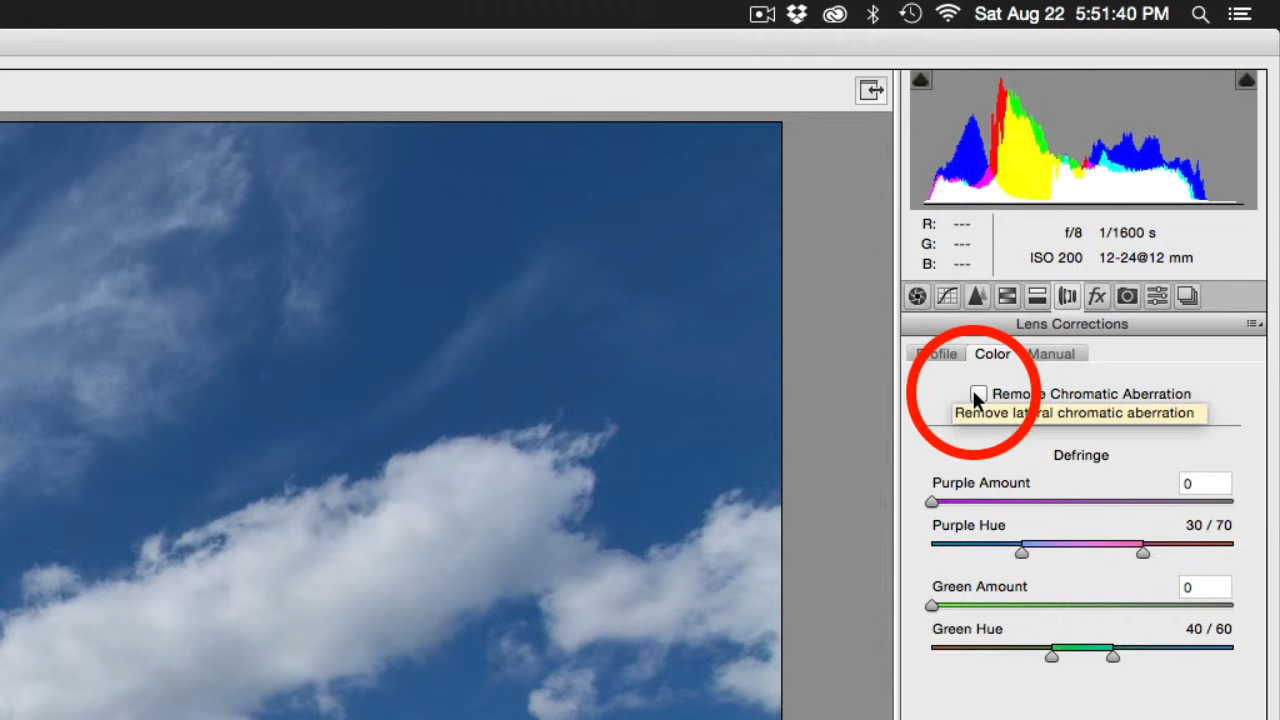 Sat Aug 22 5:51:40 PM
R: ---
G: ---
B: ---
f/8 1/1600 s
ISO 200 12-24@12 mm
fx
Lens Corrections
Profile Color Manual
Remove Chromatic Aberration
Remove lateral chromatic aberration
Defringe
Purple Amount 0
Purple Hue 30 / 70
Green Amount 0
Green Hue 40 / 60